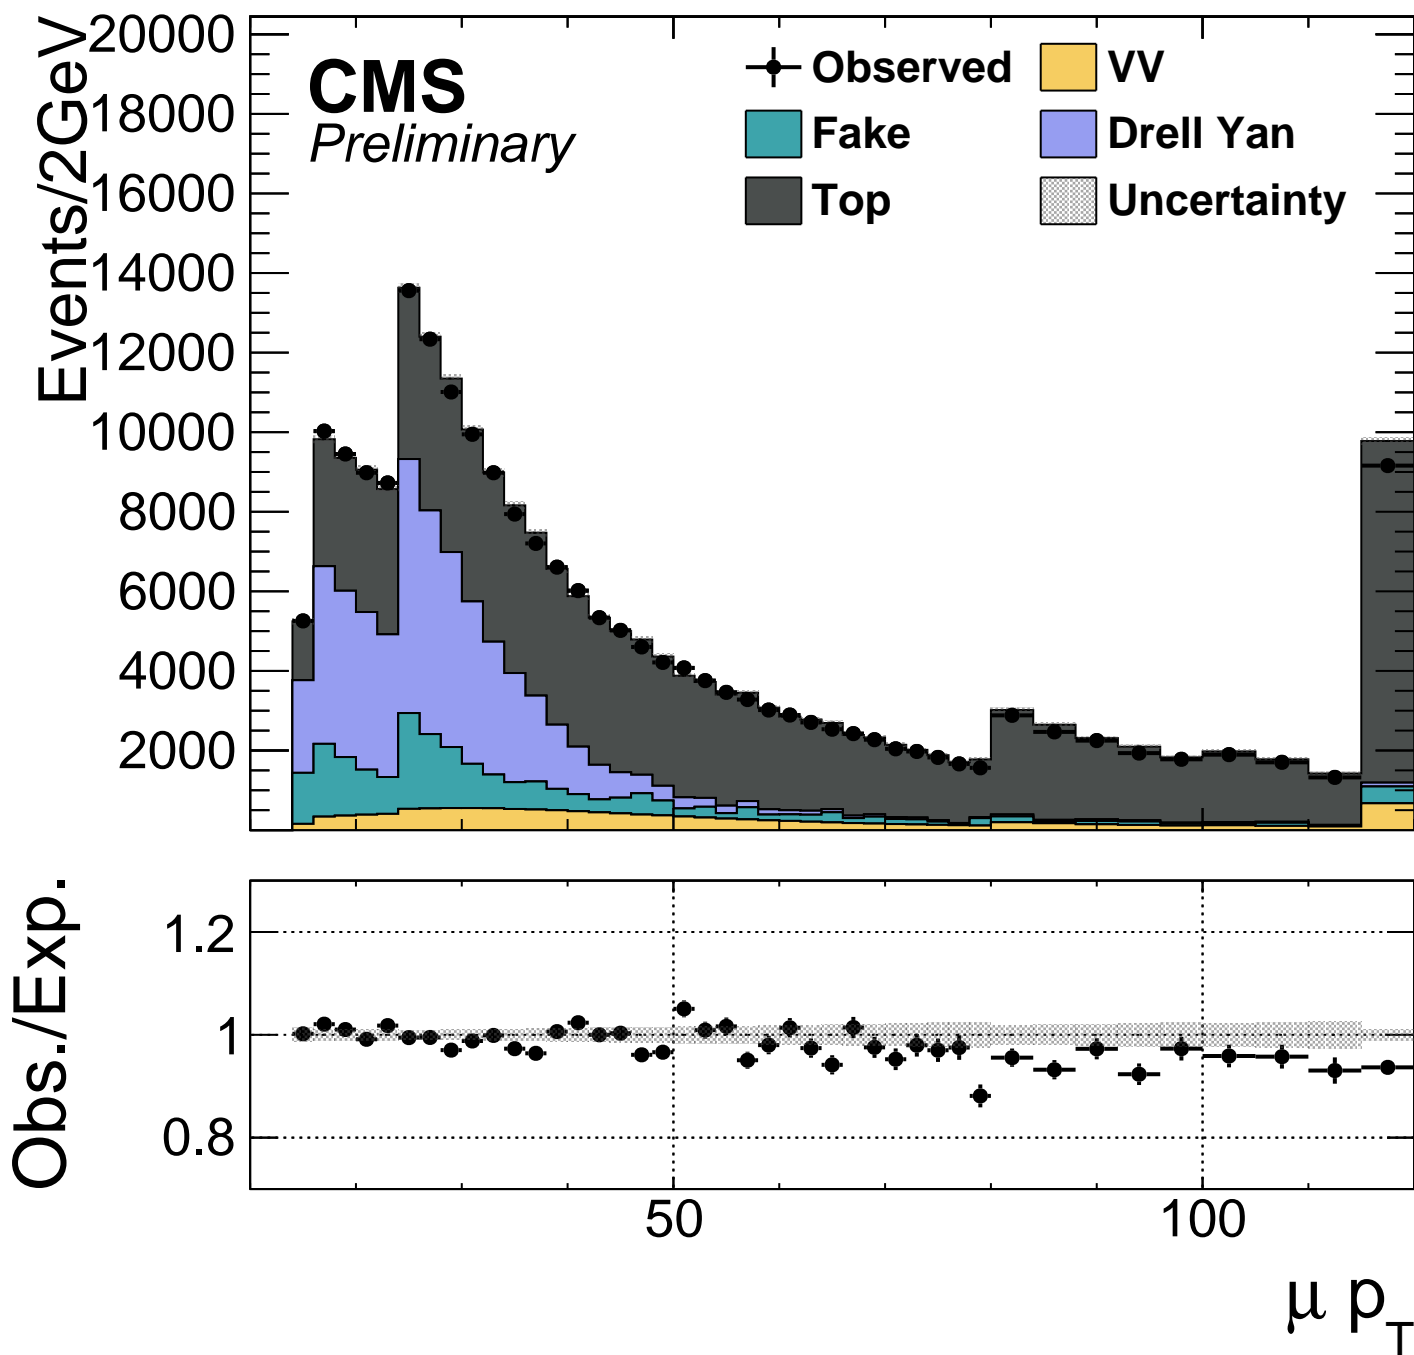 Events/2GeV
20000
18000
16000
14000
12000
10000
8000
6000
4000
2000
CMS
Preliminary
Observed
VV
Fake
Drell Yan
Top
Uncertainty
Obs./Exp.
1.2
1
0.8
50
100
μ p_T